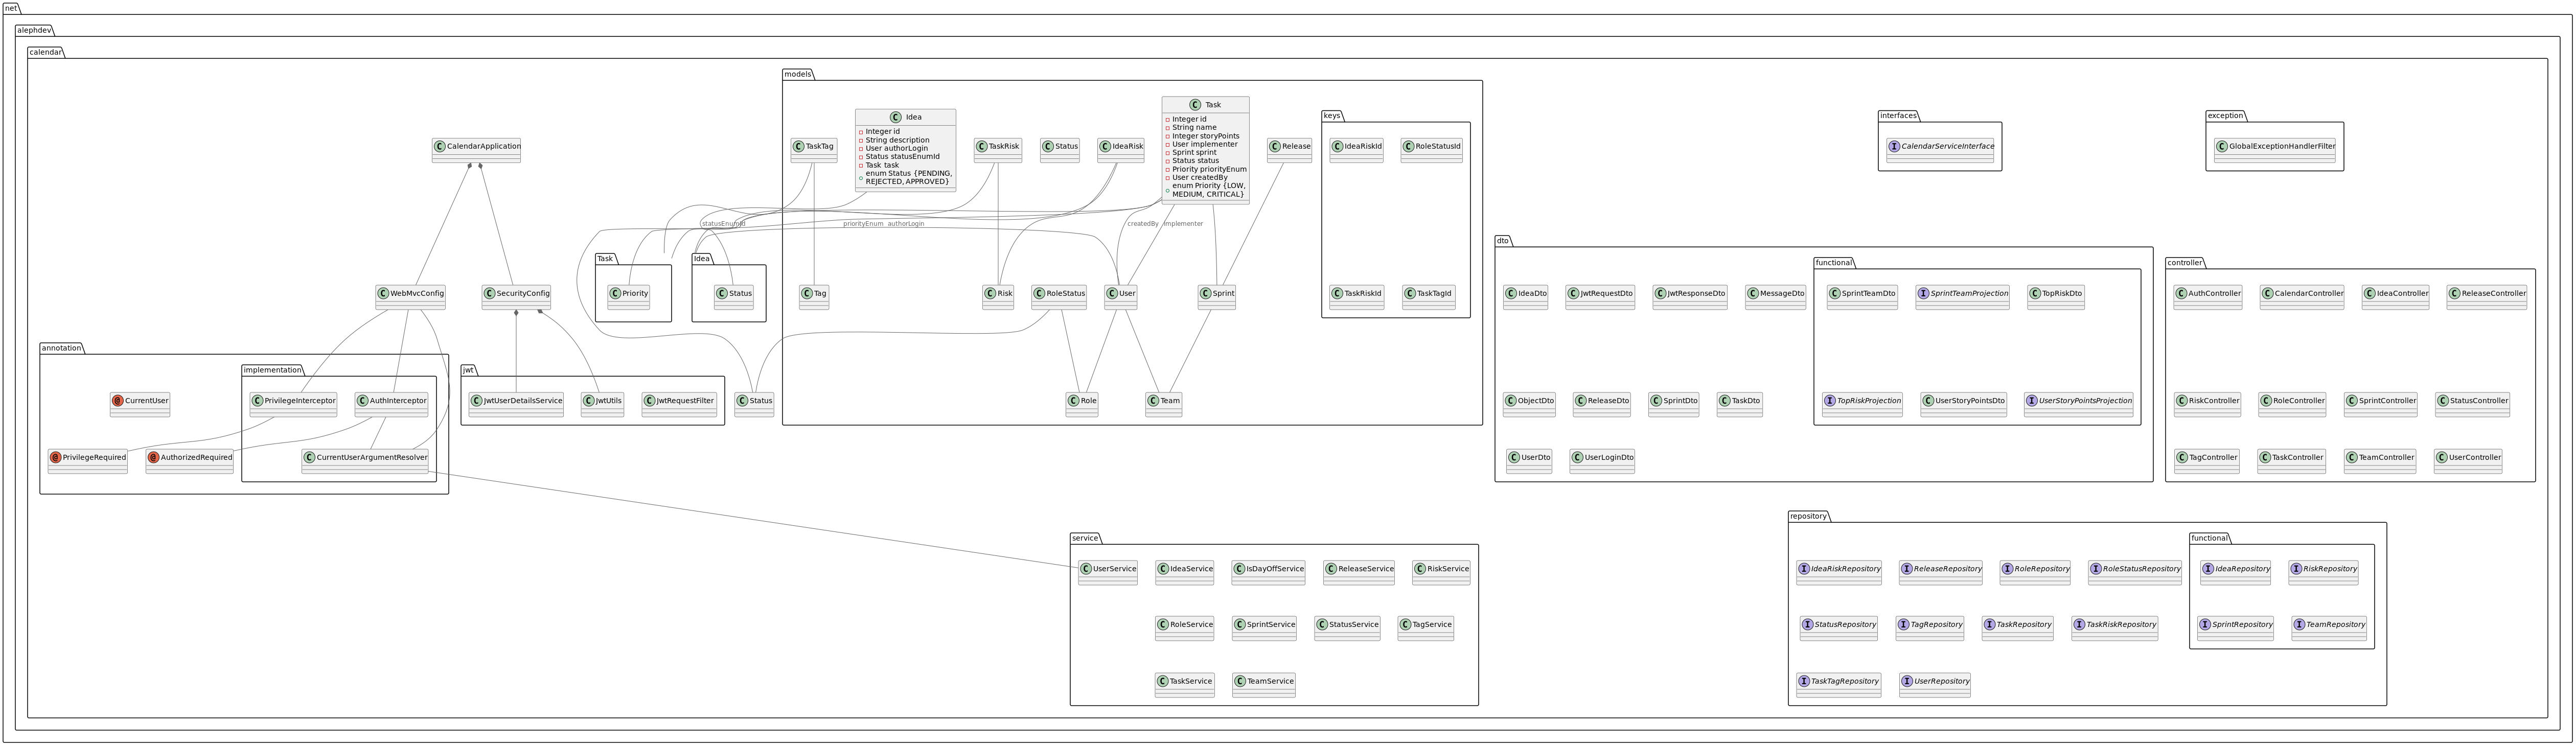 net
alephdev
calendar
CalendarApplication
WebMvcConfig
SecurityConfig
annotation
CurrentUser
PrivilegeRequired
AuthorizedRequired
implementation
PrivilegeInterceptor
AuthInterceptor
CurrentUserArgumentResolver
jwt
JwtUserDetailsService
JwtUtils
JwtRequestFilter
Task
Priority
Idea
Status
Status
models
TaskTag
Idea
Integer id
String description
User authorLogin
Status statusEnumId
Task task
enum Status {PENDING,
REJECTED, APPROVED}
TaskRisk
Status
IdeaRisk
Task
Integer id
String name
Integer storyPoints
User implementer
Sprint sprint
Status status
Priority priorityEnum
User createdBy
enum Priority {LOW,
MEDIUM, CRITICAL}
Release
statusEnumId
priorityEnum
authorLogin
createdBy
implementer
Tag
Risk
RoleStatus
User
Sprint
Role
Team
keys
IdeaRiskId
RoleStatusId
TaskRiskId
TaskTagId
interfaces
CalendarServiceInterface
exception
GlobalExceptionHandlerFilter
dto
IdeaDto
JwtRequestDto
JwtResponseDto
MessageDto
ObjectDto
ReleaseDto
SprintDto
TaskDto
UserDto
UserLoginDto
functional
SprintTeamDto
SprintTeamProjection
TopRiskDto
TopRiskProjection
UserStoryPointsDto
UserStoryPointsProjection
controller
AuthController
CalendarController
IdeaController
ReleaseController
RiskController
RoleController
SprintController
StatusController
TagController
TaskController
TeamController
UserController
service
UserService
IdeaService
IsDayOffService
ReleaseService
RiskService
RoleService
SprintService
StatusService
TagService
TaskService
TeamService
repository
IdeaRiskRepository
ReleaseRepository
RoleRepository
RoleStatusRepository
StatusRepository
TagRepository
TaskRepository
TaskRiskRepository
TaskTagRepository
UserRepository
functional
IdeaRepository
RiskRepository
SprintRepository
TeamRepository